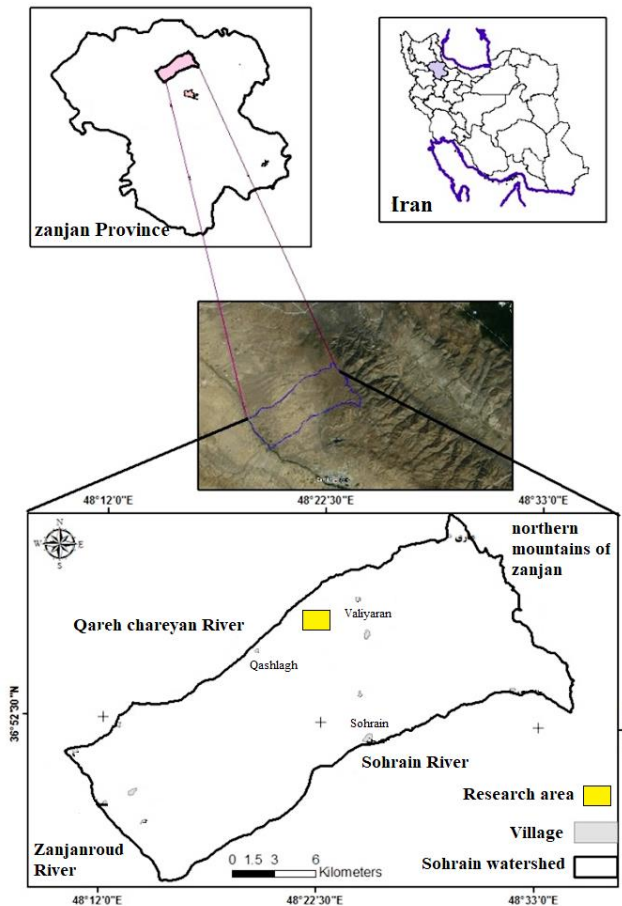 zanjan Province
Iran
48°12'0"E
48°22'30"E
48°33'0"E
N
W
E
S
northern
mountains of
zanjan
Qareh chareyan River
Valiyaran
Qashlagh
36°52'30"N
Sohrain
Sohrain River
Research area
Village
Sohrain watershed
Zanjanroud
River
0 1.5 3 6
Kilometers
48°12'0"E
48°22'30"E
48°33'0"E